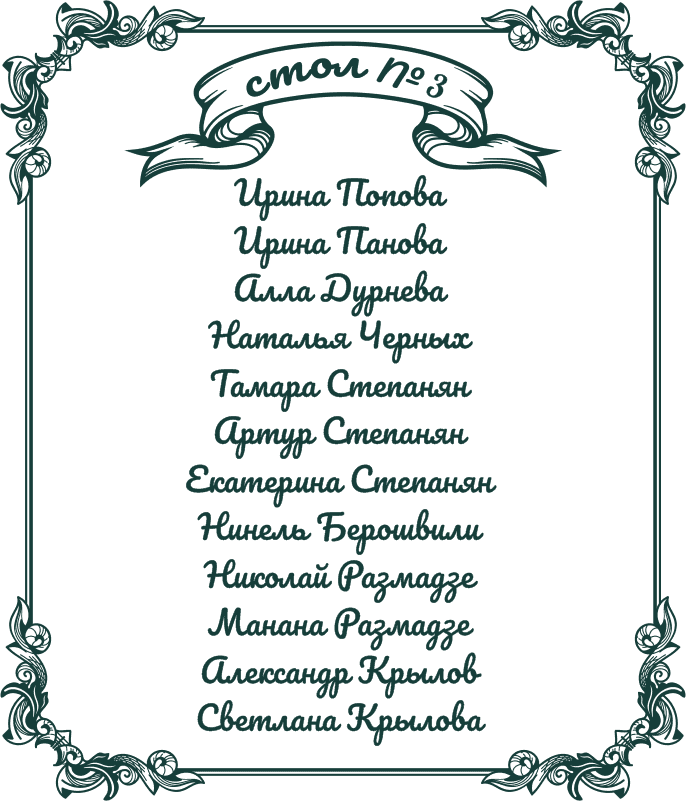 стол № 3
Ирина Попова
Ирина Панова
Алла Дурнева
Наталья Черных
Тамара Степанян
Артур Степанян
Екатерина Степанян
Нинель Берошвили
Николай Размадзе
Манана Размадзе
Александр Крылов
Светлана Крылова